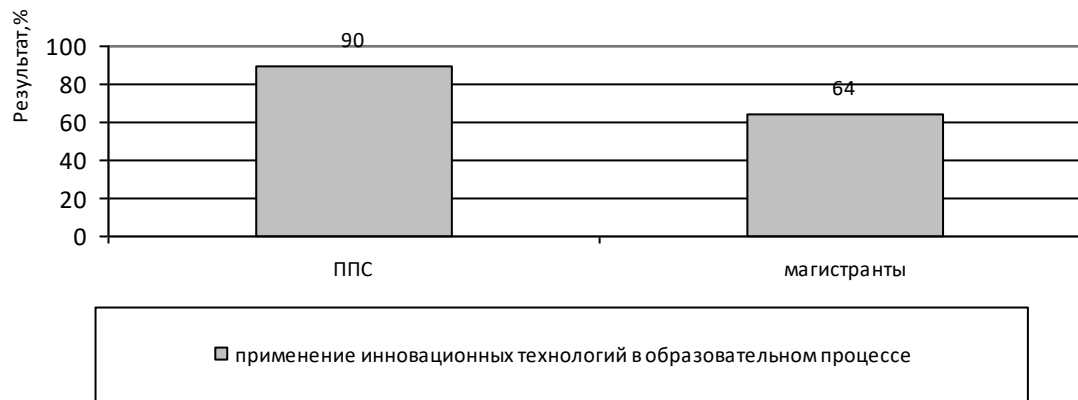 Результат,%
100
80
60
40
20
0
90
64
ППС
магистранты
применение инновационных технологий в образовательном процессе